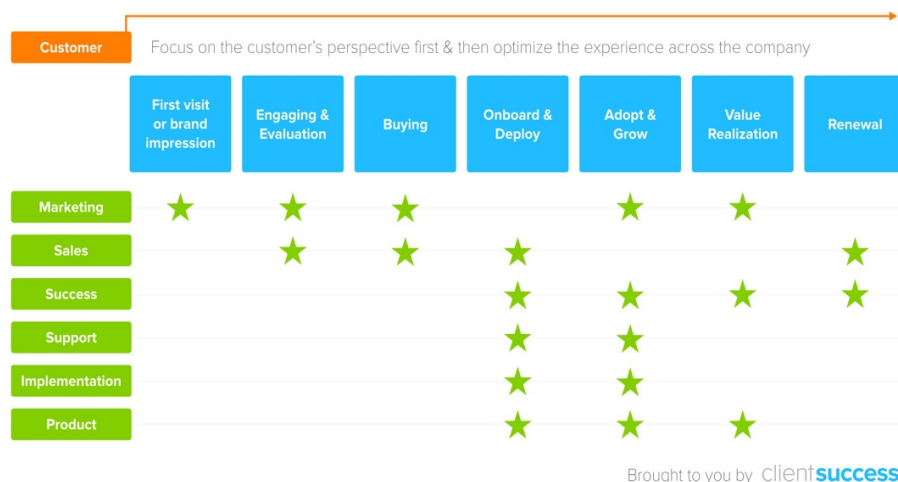 Customer
Focus on the customer's perspective first & then optimize the experience across the company
First visit
or brand
impression
Engaging &
Evaluation
Buying
Onboard &
Deploy
Adopt &
Grow
Value
Realization
Renewal
Marketing
Sales
Success
Support
Implementation
Product
Brought to you by clientsuccess